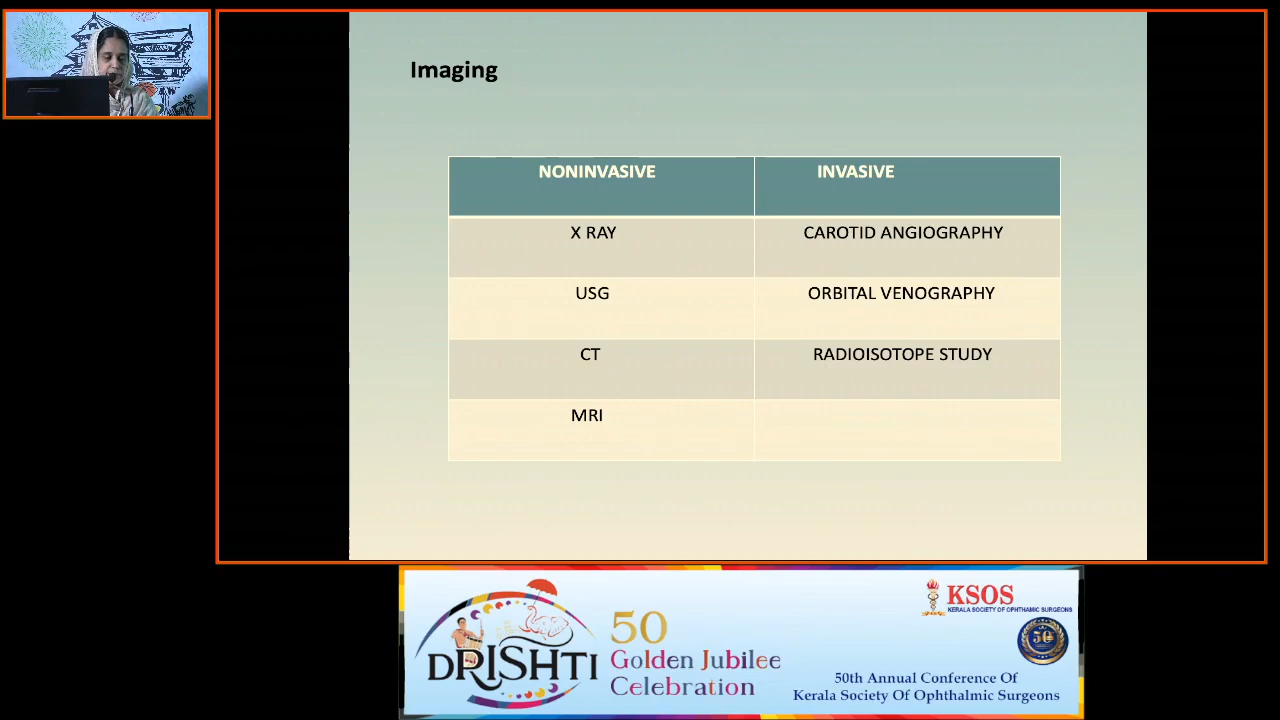 Imaging
NONINVASIVE INVASIVE
X RAY CAROTID ANGIOGRAPHY
USG ORBITAL VENOGRAPHY
CT RADIOISOTOPE STUDY
MRI
DRISHTI
50
Golden Jubilee
Celebration
KSOS
KERALA SOCIETY OF OPHTHAMIC SURGEONS
50
50th Annual Conference Of
Kerala Society Of Ophthalmic Surgeons